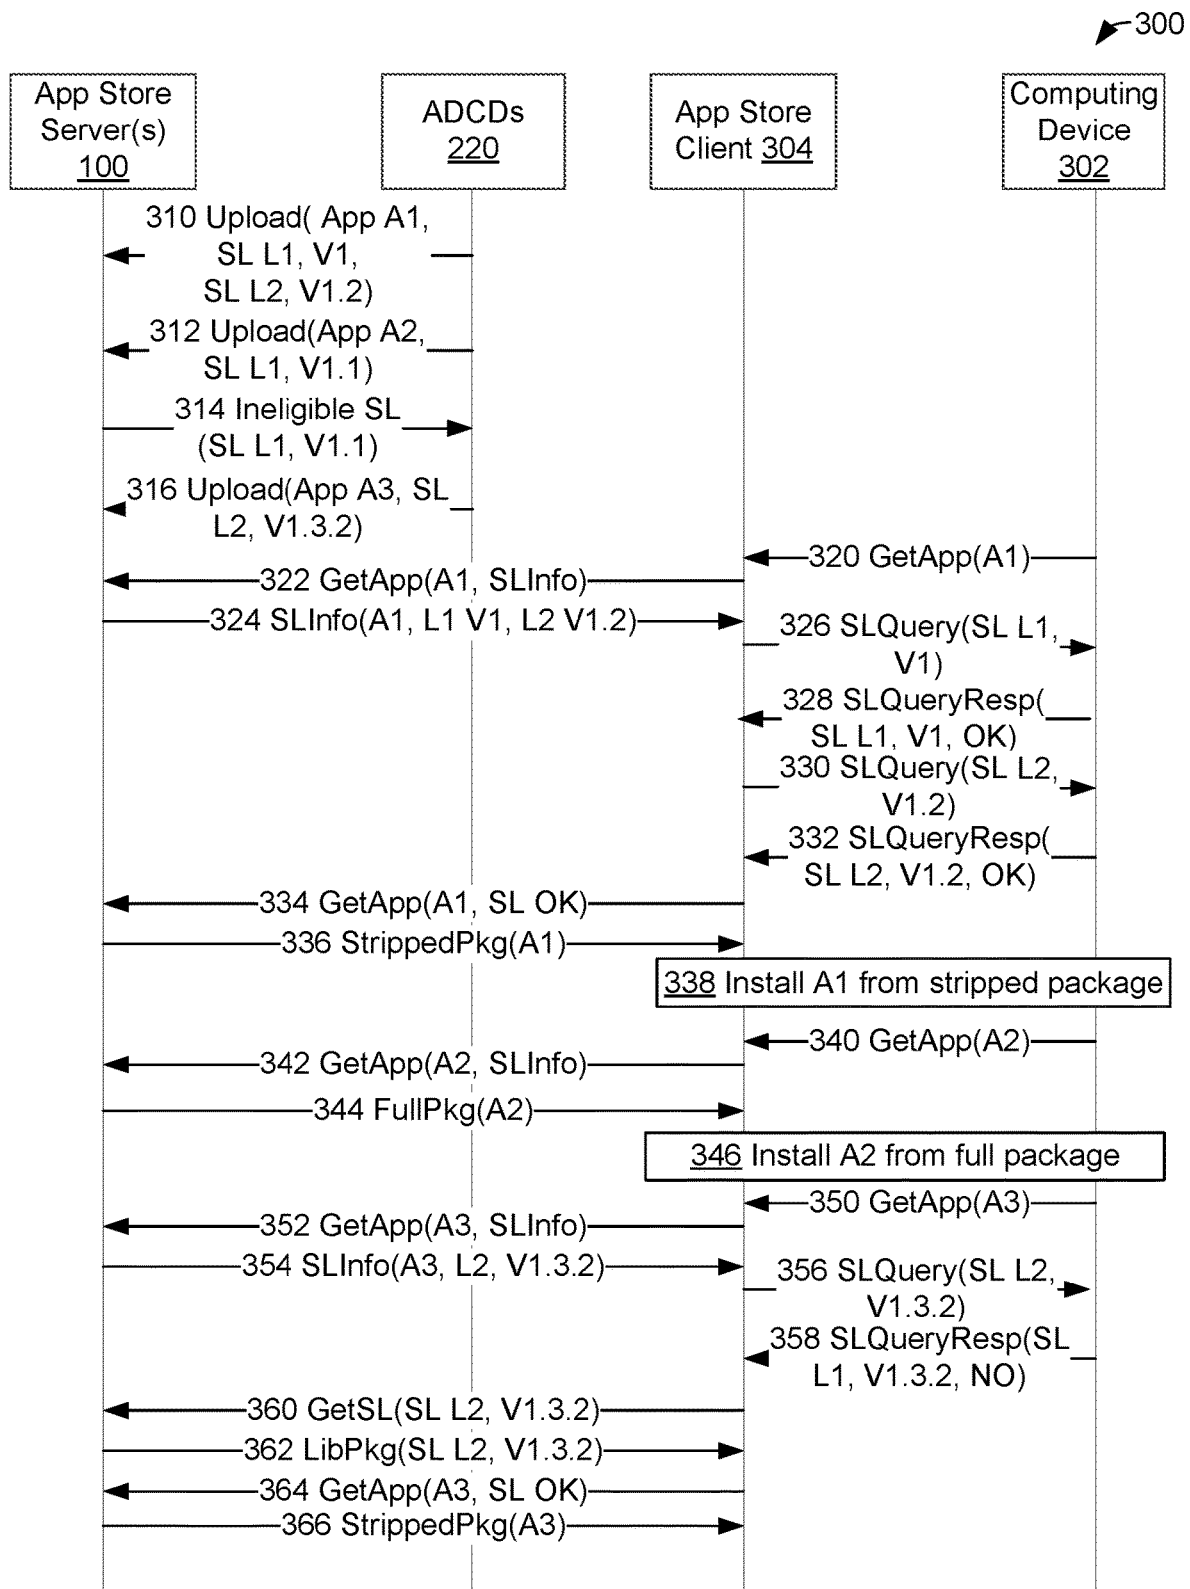 300
App Store
Server(s)
100
ADCDs
220
App Store
Client 304
Computing
Device
302
310 Upload( App A1,
SL L1, V1,
SL L2, V1.2)
312 Upload(App A2,
SL L1, V1.1)
314 Ineligible SL
(SL L1, V1.1)
316 Upload(App A3, SL
L2, V1.3.2)
320 GetApp(A1)
322 GetApp(A1, SLInfo)
324 SLInfo(A1, L1 V1, L2 V1.2)
326 SLQuery(SL L1,
V1)
328 SLQueryResp(
SL L1, V1, OK)
330 SLQuery(SL L2,
V1.2)
332 SLQueryResp(
SL L2, V1.2, OK)
334 GetApp(A1, SL OK)
336 StrippedPkg(A1)
338 Install A1 from stripped package
340 GetApp(A2)
342 GetApp(A2, SLInfo)
344 FullPkg(A2)
346 Install A2 from full package
350 GetApp(A3)
352 GetApp(A3, SLInfo)
354 SLInfo(A3, L2, V1.3.2)
356 SLQuery(SL L2,
V1.3.2)
358 SLQueryResp(SL
L1, V1.3.2, NO)
360 GetSL(SL L2, V1.3.2)
362 LibPkg(SL L2, V1.3.2)
364 GetApp(A3, SL OK)
366 StrippedPkg(A3)